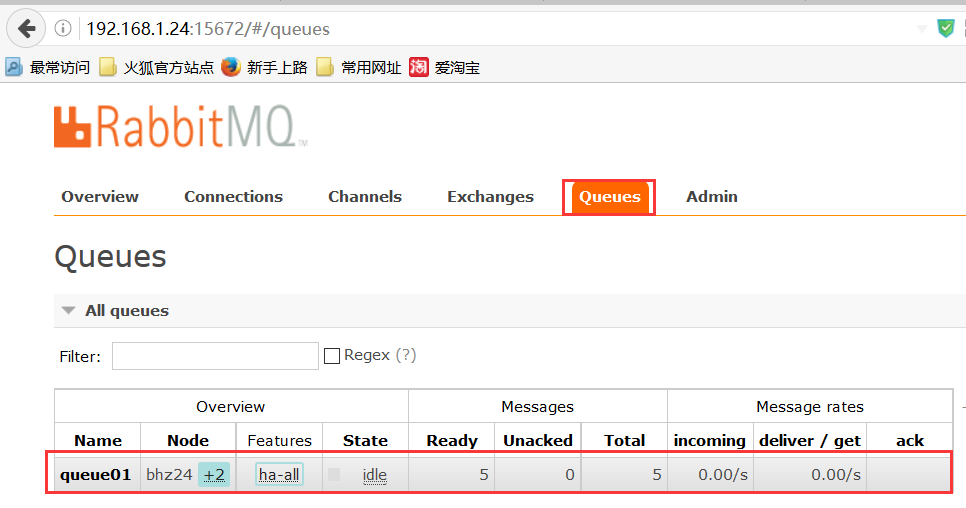 192.168.1.24:15672/#/queues
最常访问 火狐官方站点 新手上路 常用网址 淘 爱淘宝
RabbitMQ™
Overview Connections Channels Exchanges Queues Admin
Queues
All queues
Filter: Regex (?)
Overview Messages Message rates
Name Node Features State Ready Unacked Total incoming deliver / get ack
queue01 bhz24 +2 ha-all idle 5 0 5 0.00/s 0.00/s